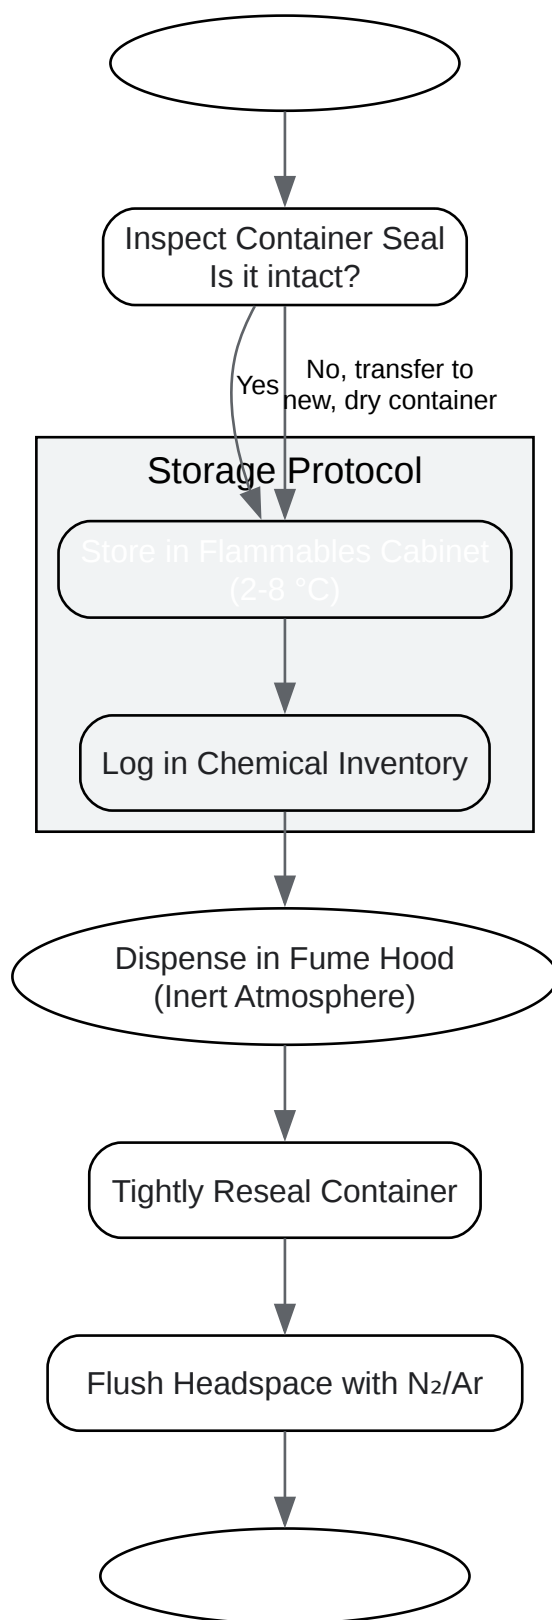 Inspect Container Seal
Is it intact?
Yes
No, transfer to
new, dry container
Storage Protocol
Store in Flammables Cabinet
(2-8 °C)
Log in Chemical Inventory
Dispense in Fume Hood
(Inert Atmosphere)
Tightly Reseal Container
Flush Headspace with N₂/Ar